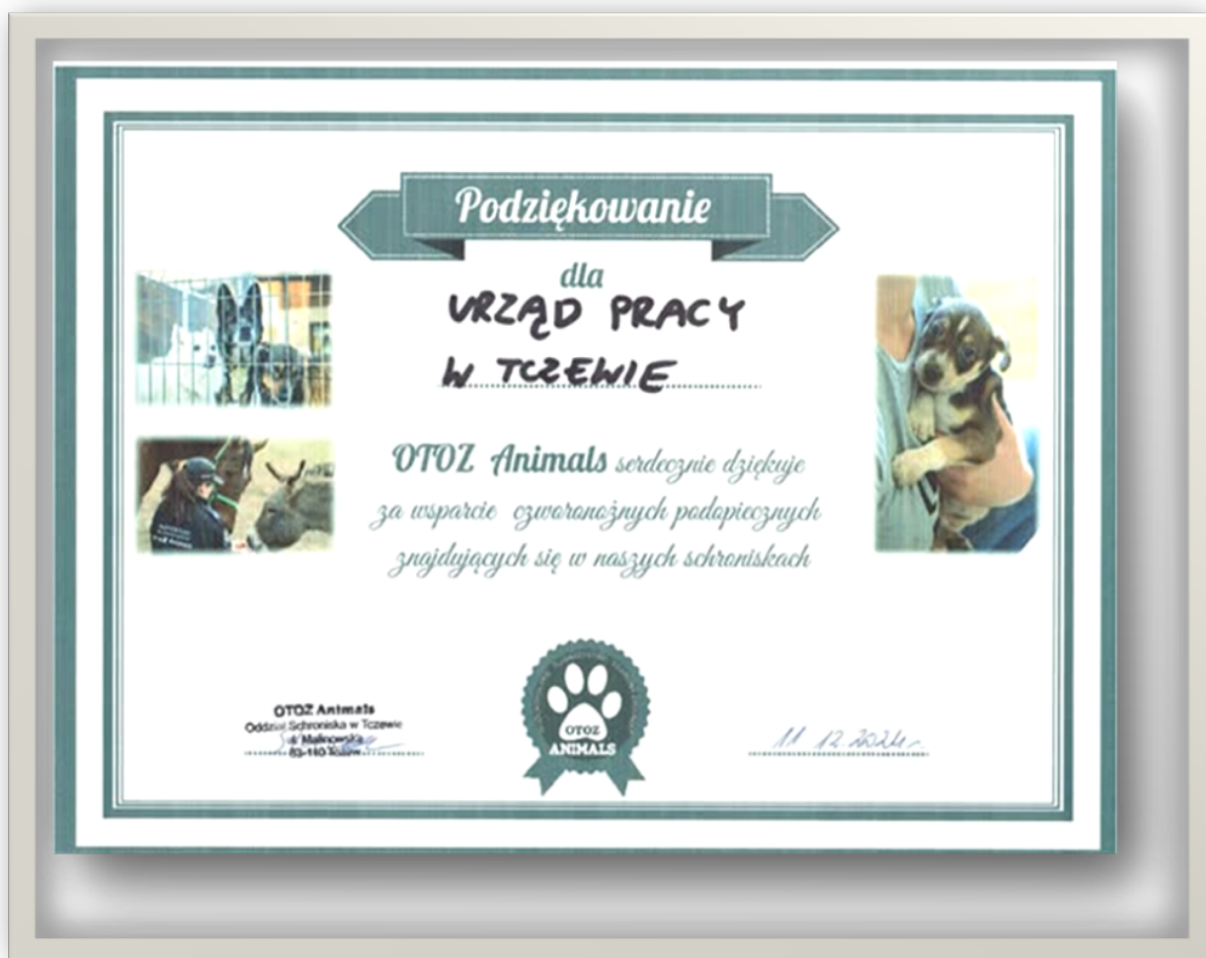 Podziękowanie
dla
URZĄD PRACY
W TCZEWIE
OTOZ Animals serdecznie dziękuje
za wsparcie czworonożnych podopiecznych
znajdujących się w naszych schroniskach
OTOZ Animals
Oddział Schroniska w Tczewie
Malinowska
83-110 Tczew
OTOZ
ANIMALS
11 12.2024r.